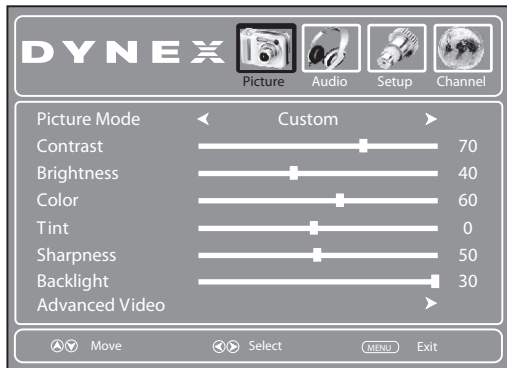 DYNEX
Picture Audio Setup Channel
Picture Mode Custom
Contrast 70
Brightness 40
Color 60
Tint 0
Sharpness 50
Backlight 30
Advanced Video
Move Select MENU Exit